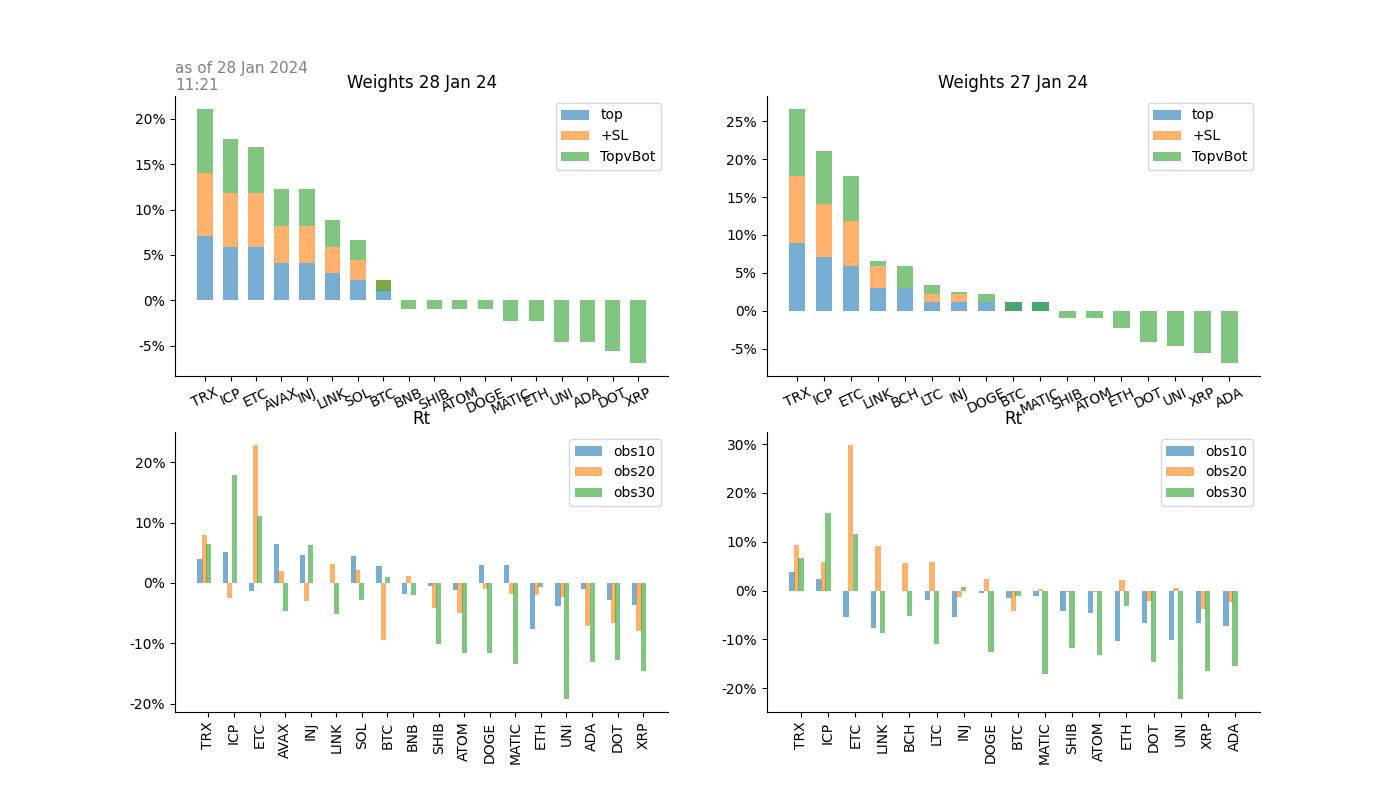 as of 28 Jan 2024
11:21
Weights 28 Jan 24
20%
15%
10%
5%
0%
-5%
top
+SL
TopvBot
TRX ICP ETC AVAX INJ LINK SOL BTC BNB SHIB ATOM DOGE MATIC ETH UNI ADA DOT XRP
Weights 27 Jan 24
25%
20%
15%
10%
5%
0%
-5%
top
+SL
TopvBot
TRX ICP ETC LINK BCH LTC INJ DOGE BTC MATIC SHIB ATOM ETH DOT UNI XRP ADA
Rt
20%
10%
0%
-10%
-20%
obs10
obs20
obs30
TRX ICP ETC AVAX INJ LINK SOL BTC BNB SHIB ATOM DOGE MATIC ETH UNI ADA DOT XRP
Rt
30%
20%
10%
0%
-10%
-20%
obs10
obs20
obs30
TRX ICP ETC LINK BCH LTC INJ DOGE BTC MATIC SHIB ATOM ETH DOT UNI XRP ADA